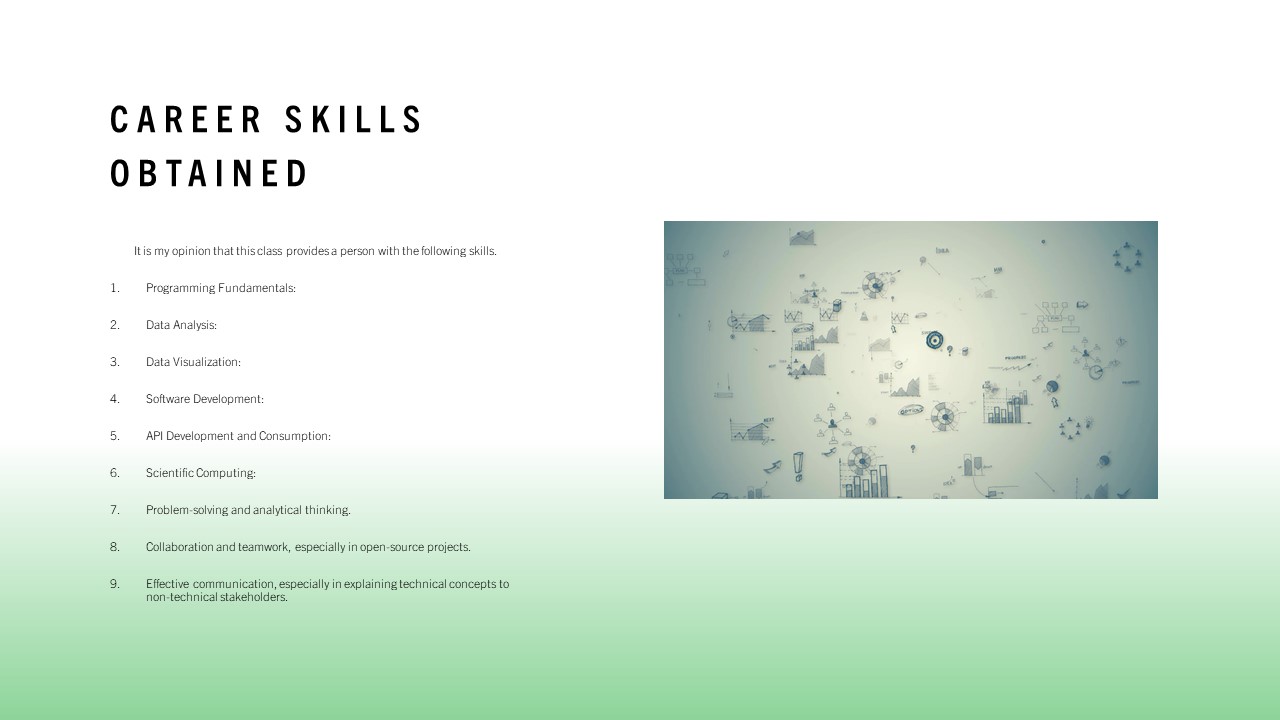 CAREER SKILLS
OBTAINED
It is my opinion that this class provides a person with the following skills.
1. Programming Fundamentals:
2. Data Analysis:
3. Data Visualization:
4. Software Development:
5. API Development and Consumption:
6. Scientific Computing:
7. Problem-solving and analytical thinking.
8. Collaboration and teamwork, especially in open-source projects.
9. Effective communication, especially in explaining technical concepts to
non-technical stakeholders.
IDEA
OPTION